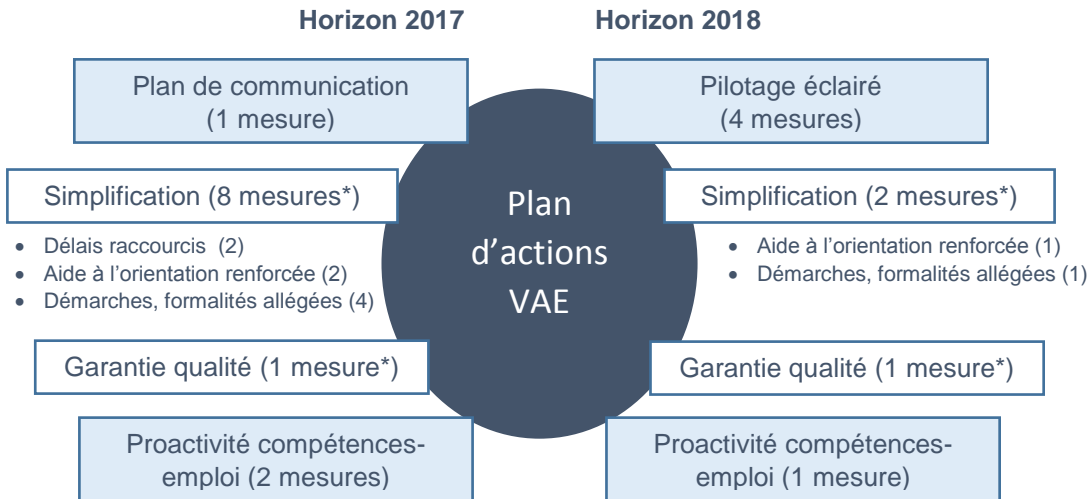 Horizon 2017
Horizon 2018
Plan de communication
(1 mesure)
Pilotage éclairé
(4 mesures)
Simplification (8 mesures*)
• Délais raccourcis (2)
• Aide à l'orientation renforcée (2)
• Démarches, formalités allégées (4)
Plan
d'actions
VAE
Simplification (2 mesures*)
• Aide à l'orientation renforcée (1)
• Démarches, formalités allégées (1)
Garantie qualité (1 mesure*)
Garantie qualité (1 mesure*)
Proactivité compétences-
emploi (2 mesures)
Proactivité compétences-
emploi (1 mesure)